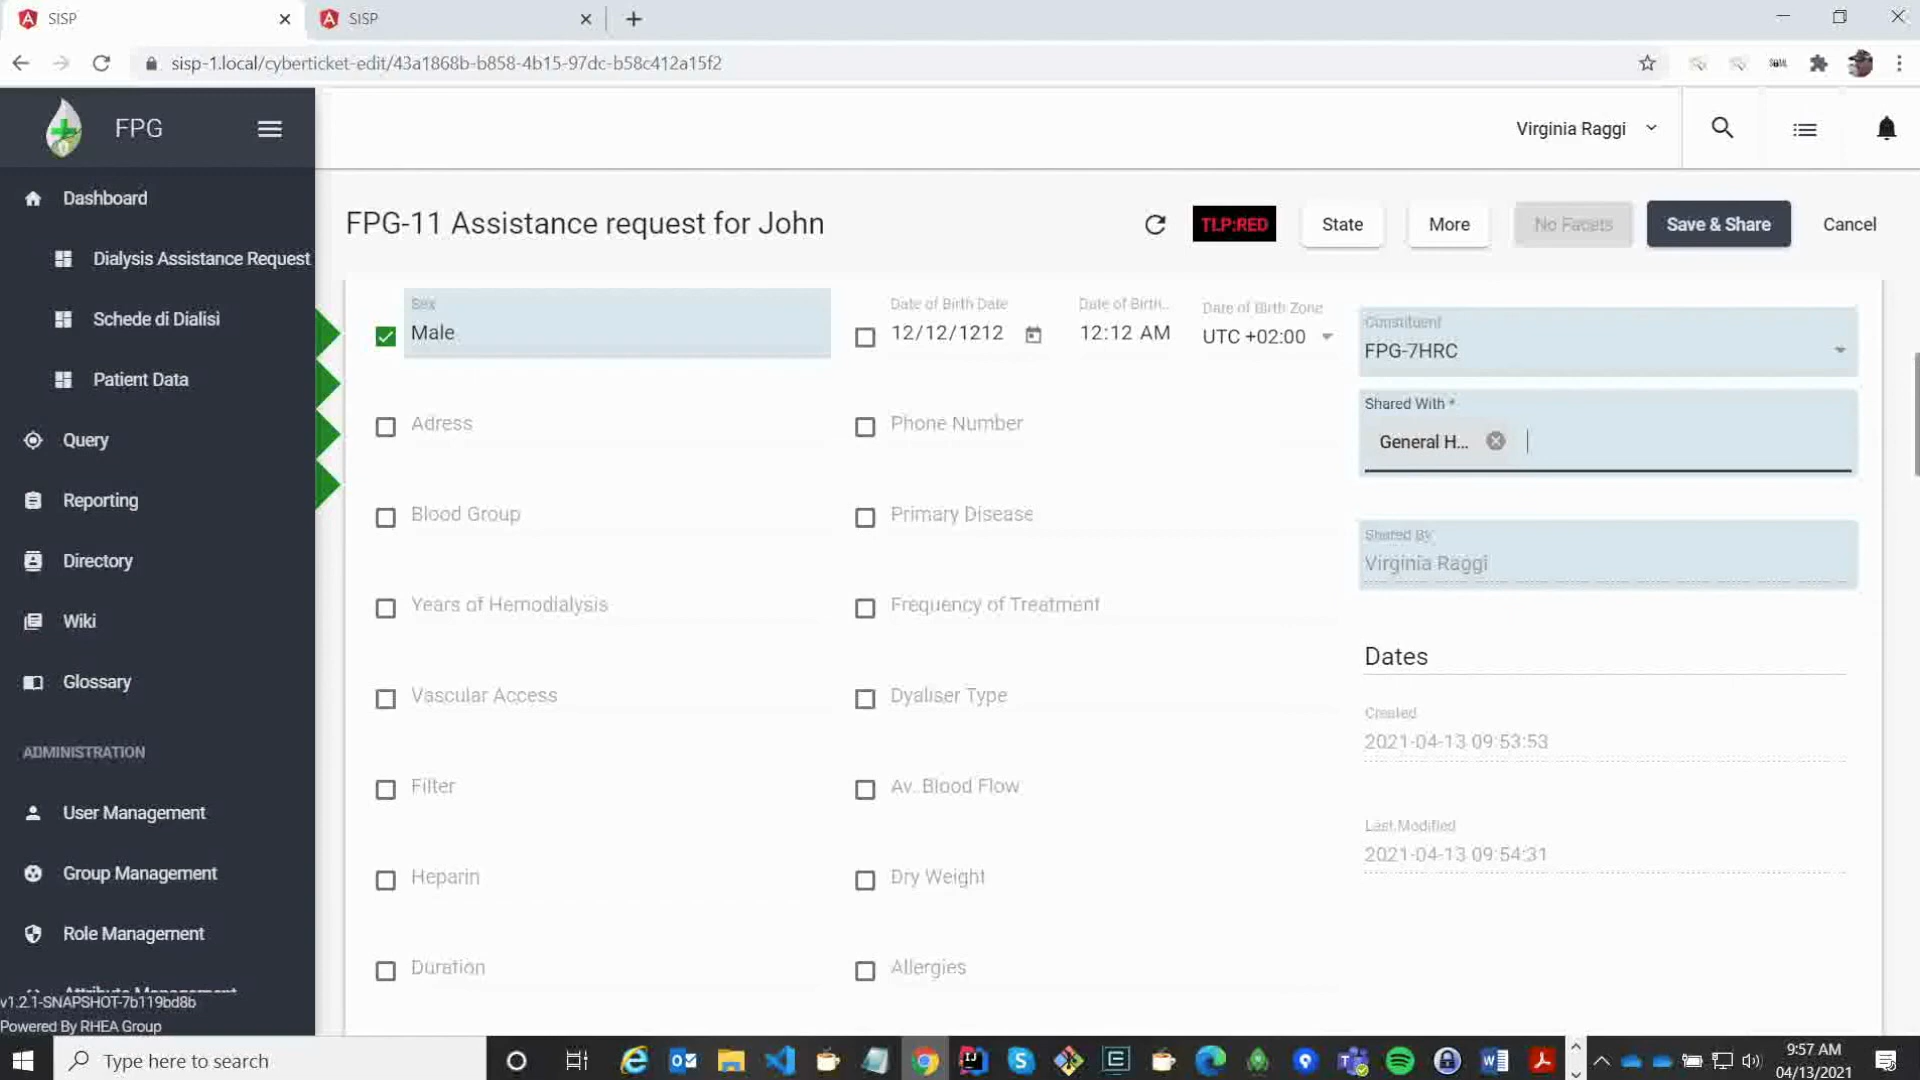 SISP
SISP
sisp-1.local/cyberticket-edit/43a1868b-b858-4b15-97dc-b58c412a15f2
FPG
Virginia Raggi
Dashboard
Dialysis Assistance Request
Schede di Dialisi
Patient Data
Query
Reporting
Directory
Wiki
Glossary
ADMINISTRATION
User Management
Group Management
Role Management
Attribute Management
v1.2.1-SNAPSHOT-7b119bd8b
Powered By RHEA Group
FPG-11 Assistance request for John
TLP:RED
State
More
No Facets
Save & Share
Cancel
Sex
Male
Date of Birth Date
12/12/1212
Date of Birth...
12:12 AM
Date of Birth Zone
UTC +02:00
Adress
Phone Number
Blood Group
Primary Disease
Years of Hemodialysis
Frequency of Treatment
Vascular Access
Dyaliser Type
Filter
Av. Blood Flow
Heparin
Dry Weight
Duration
Allergies
Constituent
FPG-7HRC
Shared With *
General H...
Shared By
Virginia Raggi
Dates
Created
2021-04-13 09:53:53
Last Modified
2021-04-13 09:54:31
Type here to search
9:57 AM
04/13/2021